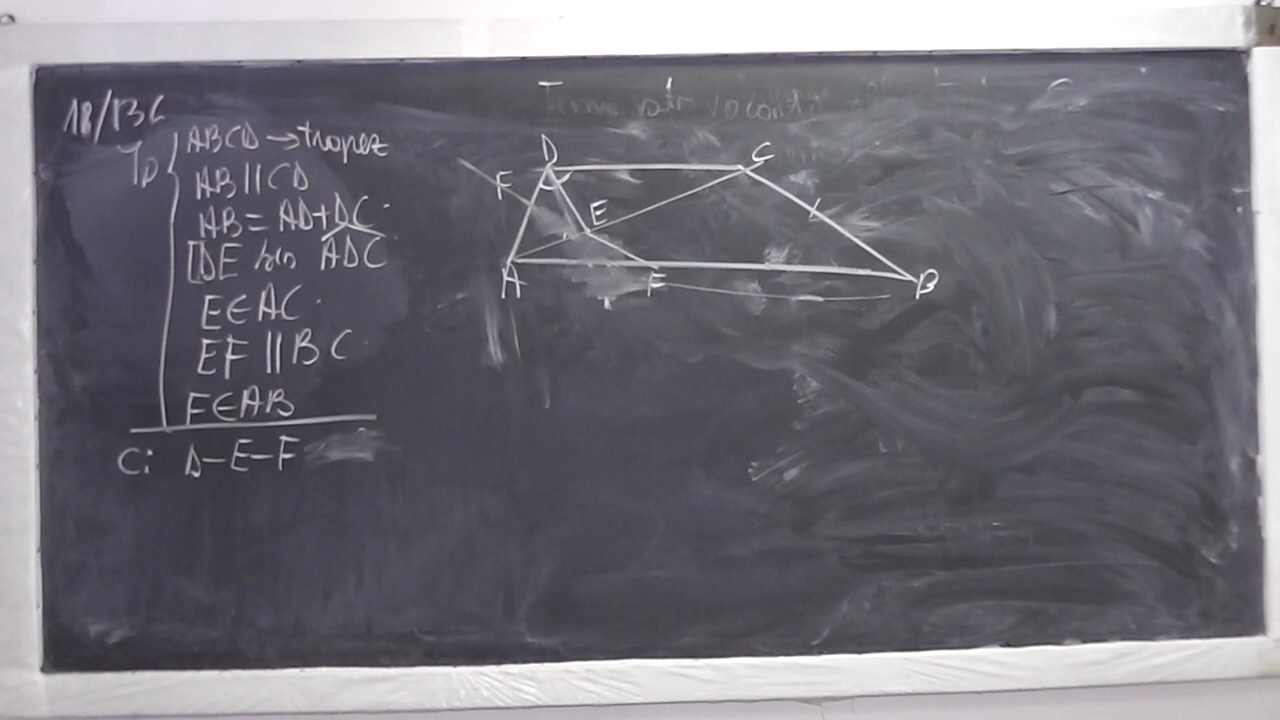 18/136
Ip ABCD → trapez
AB || CD
AB = AD + DC
[DE bis ADC
E ∈ AC
EF || BC
F ∈ AB
C: D-E-F
D C
F
E
A F B